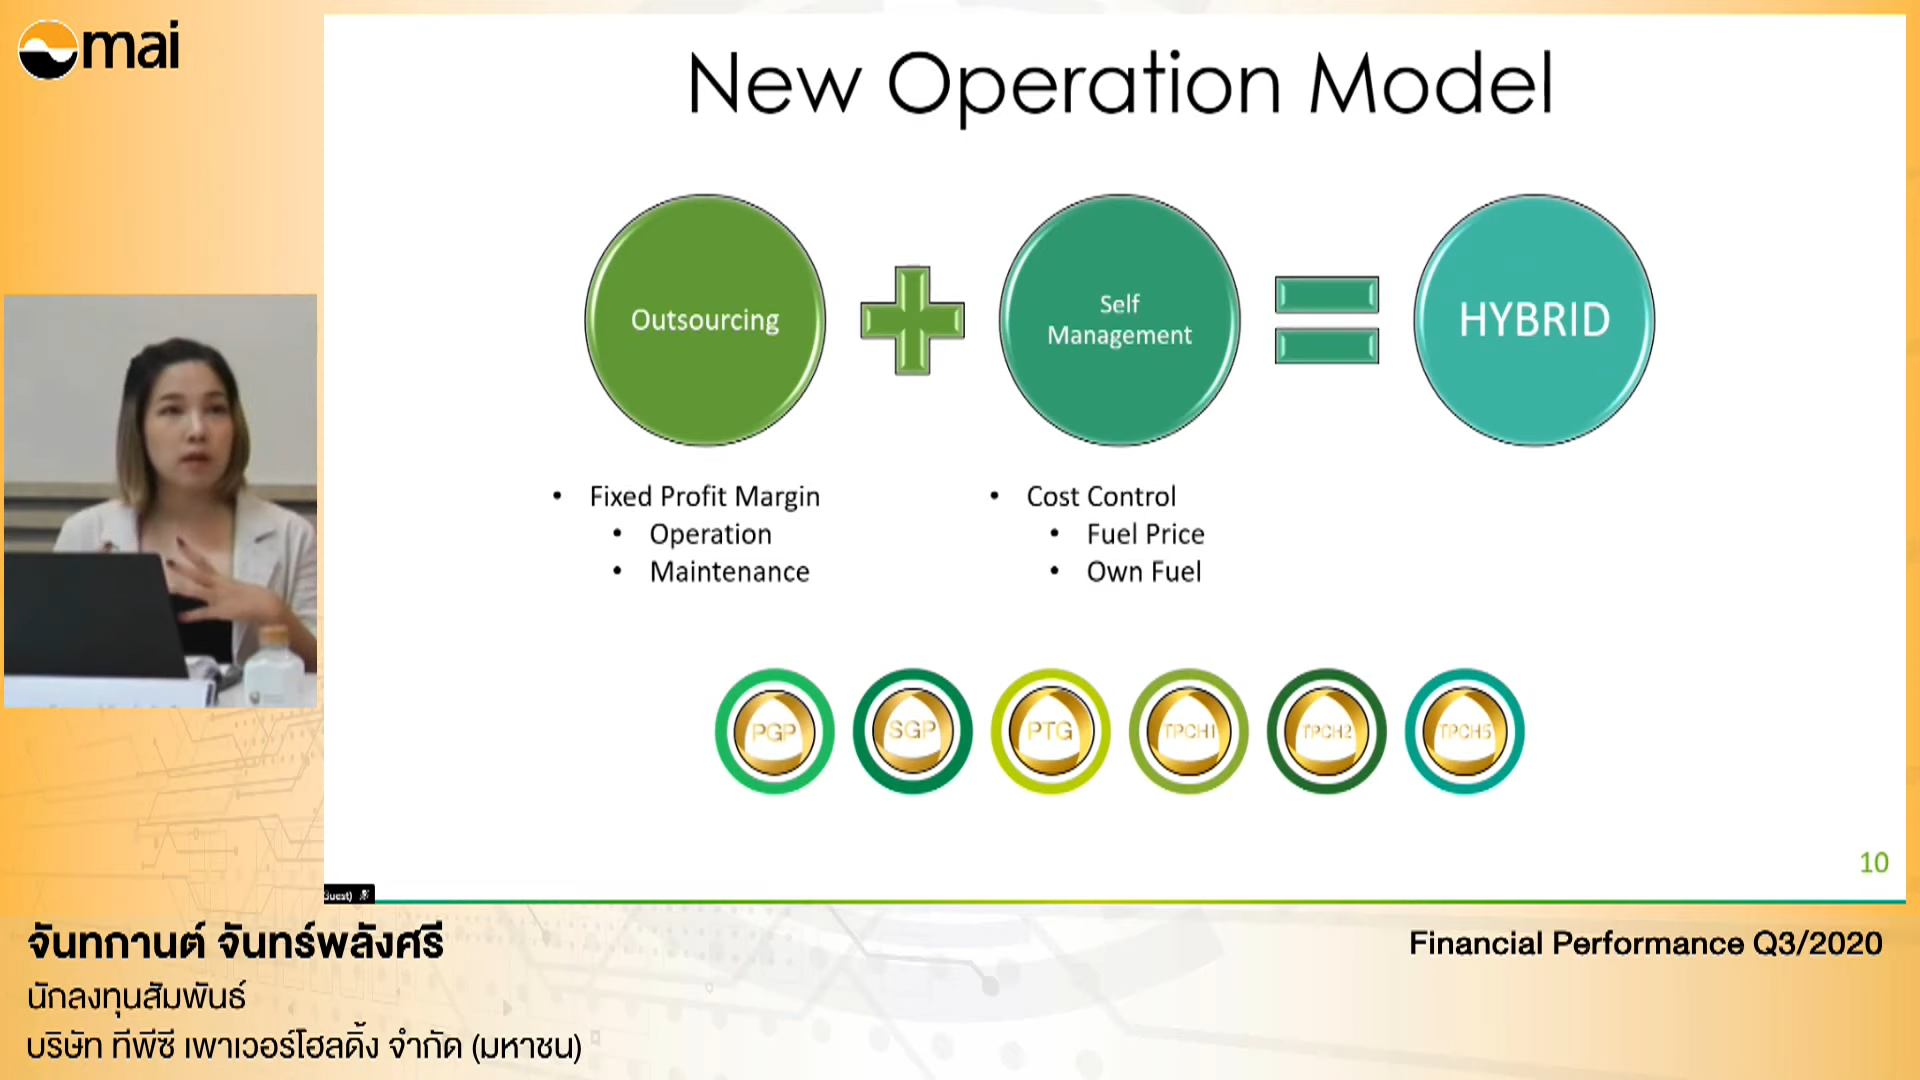 mai
New Operation Model
Outsourcing
Self
Management
HYBRID
• Fixed Profit Margin
• Operation
• Maintenance
• Cost Control
• Fuel Price
• Own Fuel
PGP
SGP
PTG
TPCH1
TPCH2
TPCH5
10
Guest)
จันทกานต์ จันทร์พลังศรี
นักลงทุนสัมพันธ์
บริษัท ทีพีซี เพาเวอร์โฮลดิ้ง จำกัด (มหาชน)
Financial Performance Q3/2020